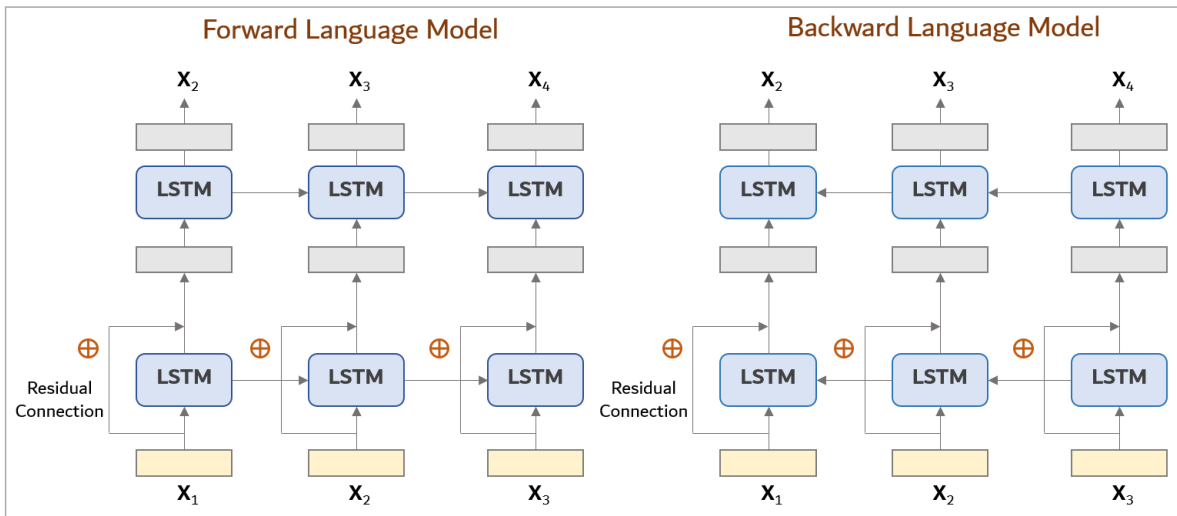 Forward Language Model
X₂ X₃ X₄
LSTM LSTM LSTM
LSTM LSTM LSTM
Residual
Connection
X₁ X₂ X₃
Backward Language Model
X₂ X₃ X₄
LSTM LSTM LSTM
LSTM LSTM LSTM
Residual
Connection
X₁ X₂ X₃